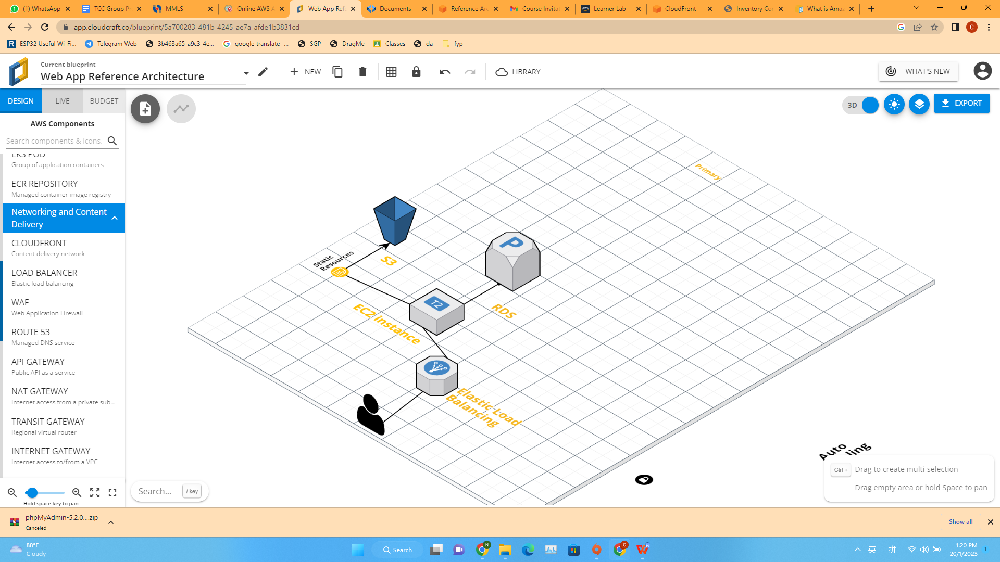 (1) WhatsApp
TCC Group Pr
MMLS
Online AWS A
Web App Refe
Documents —
Reference Arc
Course Invitat
Learner Lab
CloudFront
Inventory Con
What is Amaz
app.cloudcraft.co/blueprint/5a700283-481b-4245-ae7a-afde1b3831cd
C
R
ESP32 Useful Wi-Fi...
Telegram Web
3b463a65-a9c3-4e...
google translate -...
SGP
DragMe
Classes
da
fyp
Current blueprint
Web App Reference Architecture
NEW
LIBRARY
WHAT'S NEW
DESIGN
LIVE
BUDGET
3D
EXPORT
AWS Components
Search components & icons.
EKS POD
Group of application containers
ECR REPOSITORY
Managed container image registry
Networking and Content
Delivery
CLOUDFRONT
Content delivery network
LOAD BALANCER
Elastic load balancing
WAF
Web Application Firewall
ROUTE 53
Managed DNS service
API GATEWAY
Public API as a service
NAT GATEWAY
Internet access from a private sub...
TRANSIT GATEWAY
Regional virtual router
INTERNET GATEWAY
Internet access to/from a VPC
Hold space key to pan
Primary
Static
Resources
S3
P
T2
EC2 instance
RDS
Elastic Load
Balancing
Auto
Search...
/ key
Ctrl +
Drag to create multi-selection
Drag empty area or hold Space to pan
phpMyAdmin-5.2.0....zip
Canceled
Show all
88°F
Cloudy
Search
N
C
英
拼
1:20 PM
20/1/2023
1